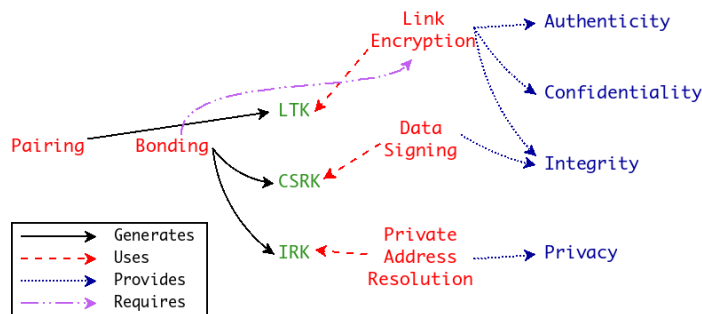 Link
Encryption
Authenticity
Confidentiality
LTK
Data
Signing
Pairing
Bonding
Integrity
CSRK
Private
Address
Resolution
IRK
Privacy
Generates
Uses
Provides
Requires